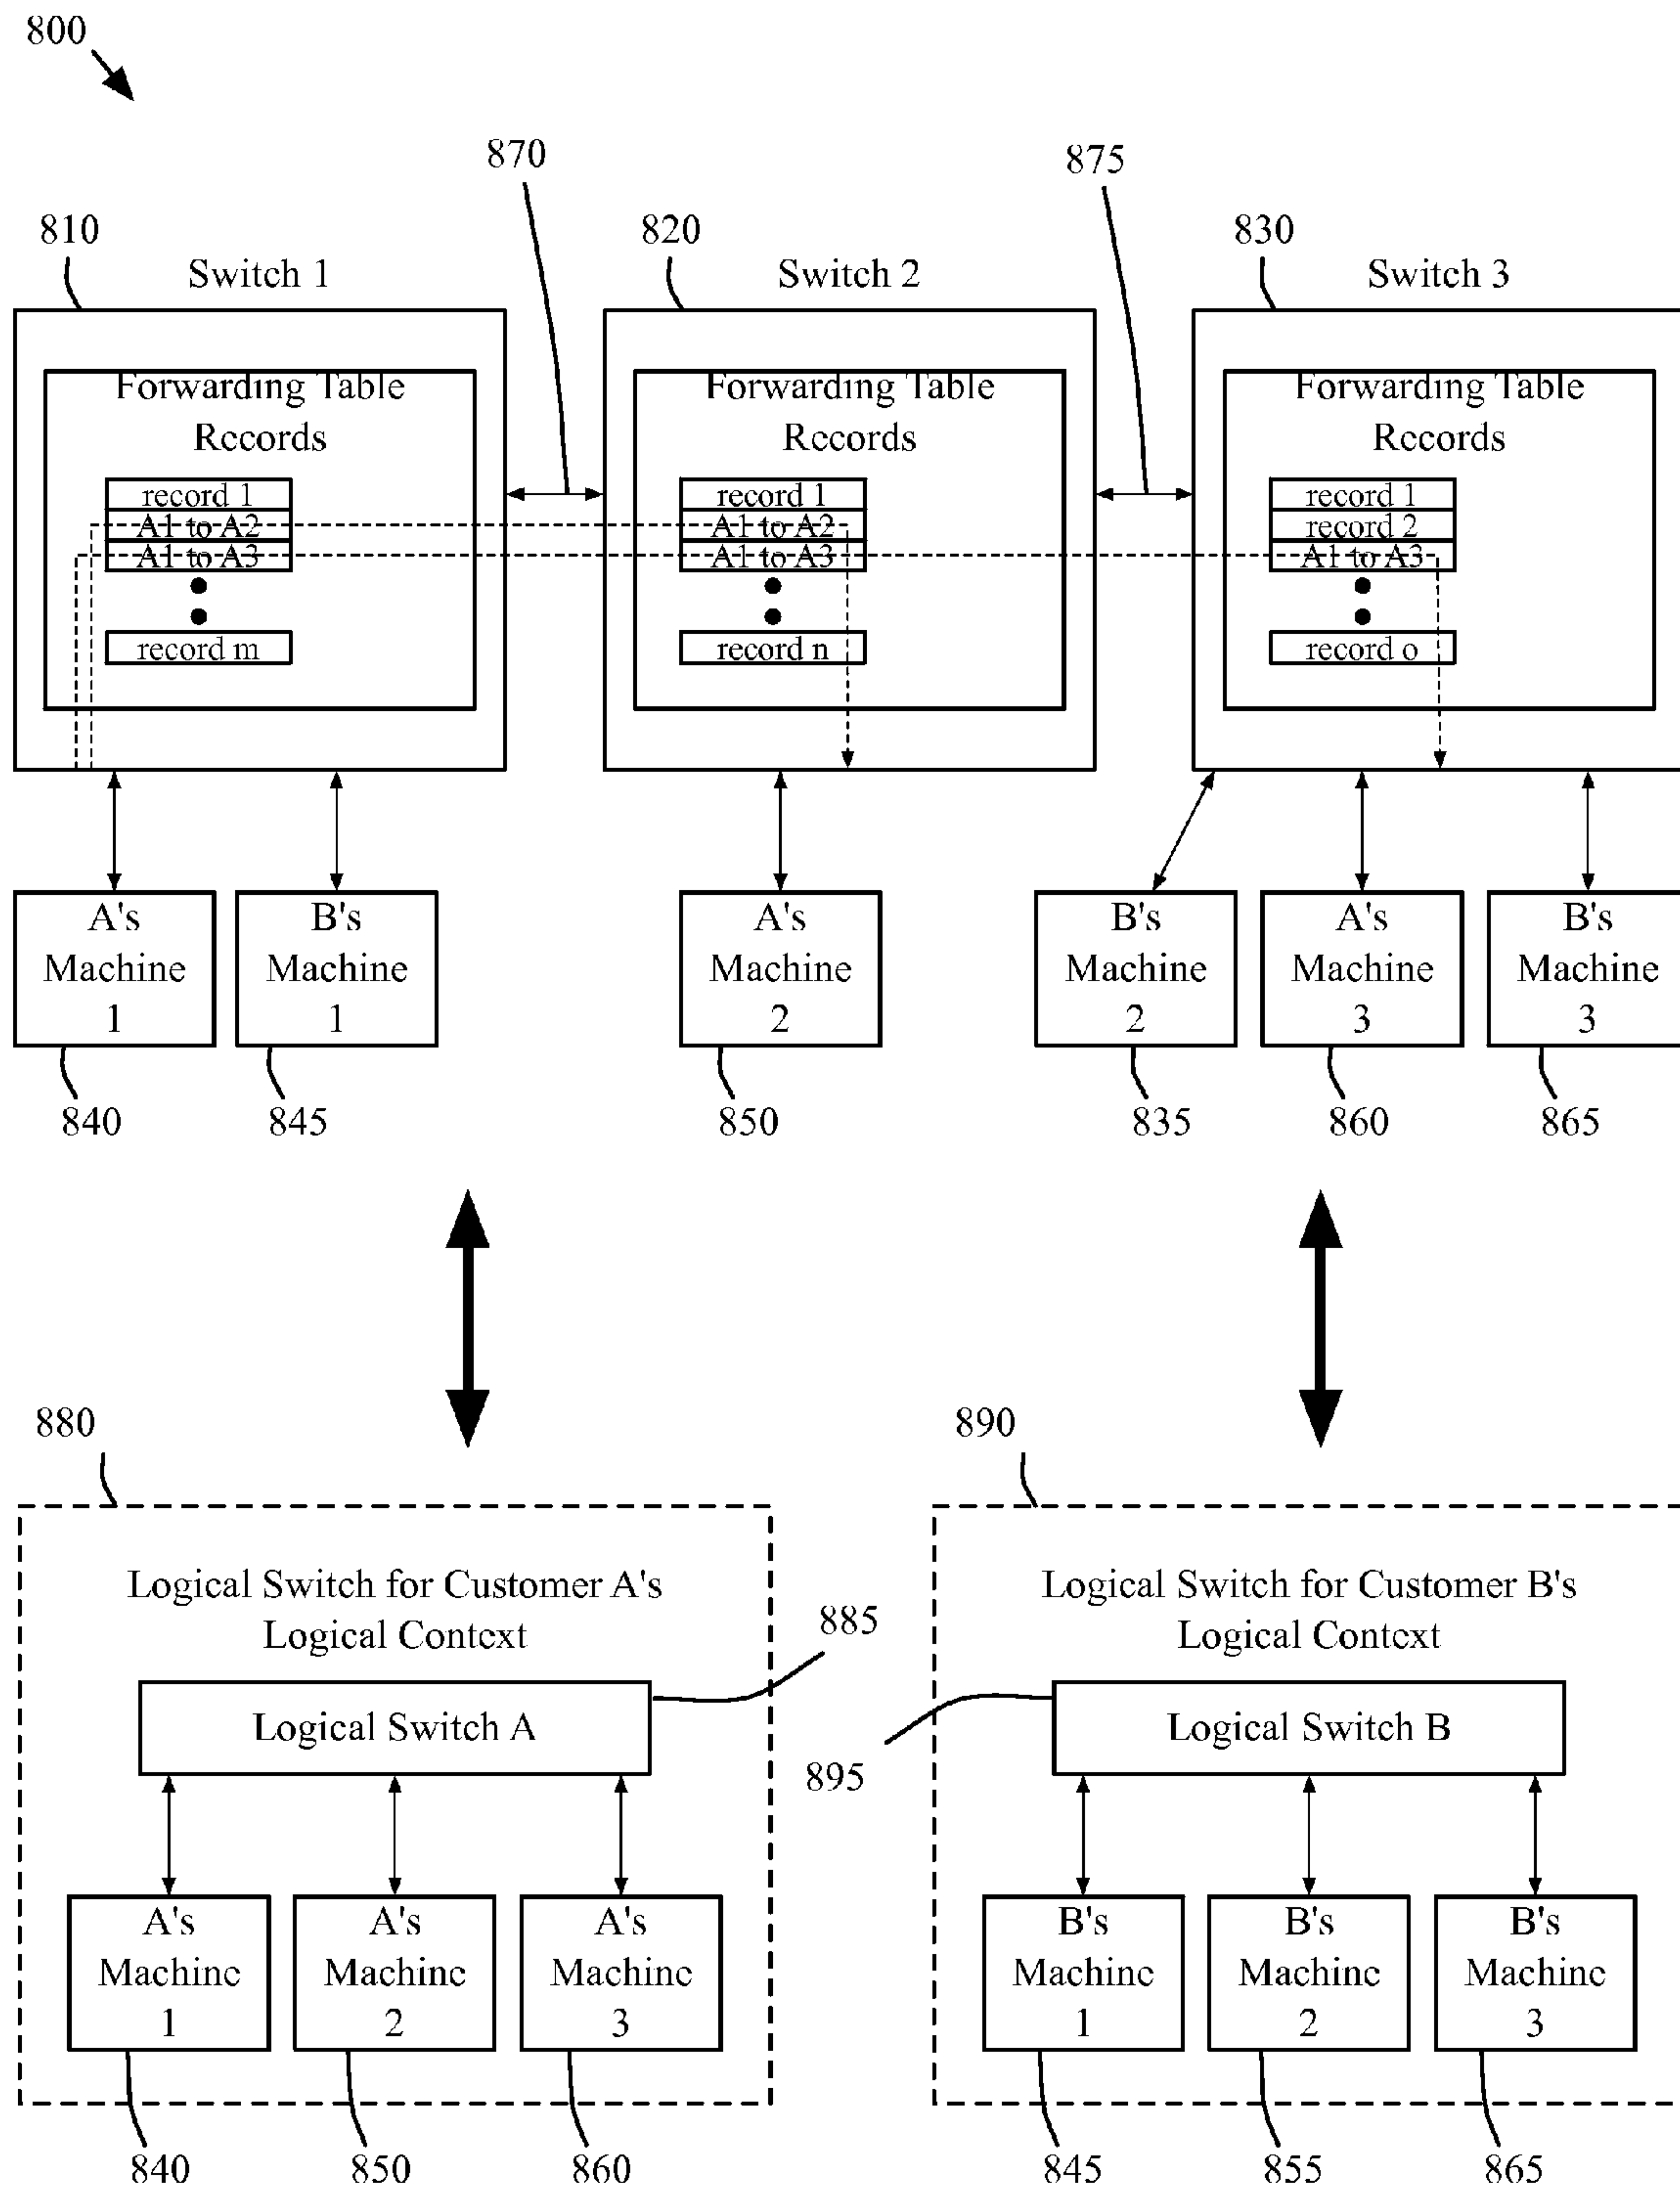 800
870
875
810
820
830
Switch 1
Switch 2
Switch 3
Forwarding Table
Records
record 1
A1 to A2
A1 to A3
record m
Forwarding Table
Records
record 1
A1 to A2
A1 to A3
record n
Forwarding Table
Records
record 1
record 2
A1 to A3
record o
A's
Machine
1
B's
Machine
1
A's
Machine
2
B's
Machine
2
A's
Machine
3
B's
Machine
3
840
845
850
835
860
865
880
890
Logical Switch for Customer A's
Logical Context
885
Logical Switch A
Logical Switch for Customer B's
Logical Context
895
Logical Switch B
A's
Machine
1
A's
Machine
2
A's
Machine
3
B's
Machine
1
B's
Machine
2
B's
Machine
3
840
850
860
845
855
865